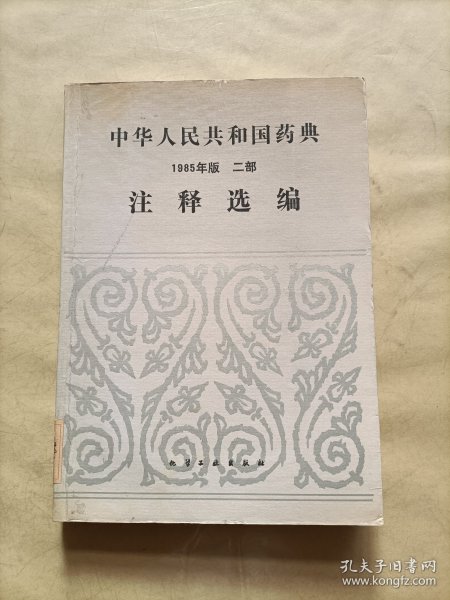 中华人民共和国药典
1985年版 二部
注释选编
化学工业出版社
孔夫子旧书网
www.kongfz.com